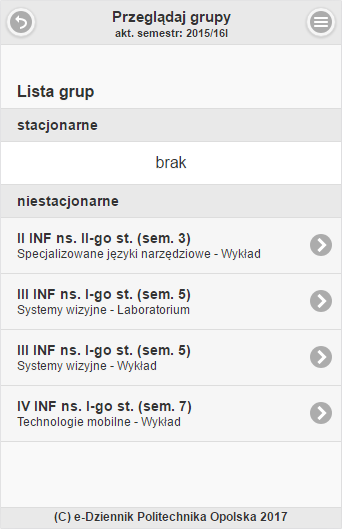 Przeglądaj grupy
akt. semestr: 2015/16I
Lista grup
stacjonarne
brak
niestacjonarne
II INF ns. II-go st. (sem. 3)
Specjalizowane języki narzędziowe - Wykład
III INF ns. I-go st. (sem. 5)
Systemy wizyjne - Laboratorium
III INF ns. I-go st. (sem. 5)
Systemy wizyjne - Wykład
IV INF ns. I-go st. (sem. 7)
Technologie mobilne - Wykład
(C) e-Dziennik Politechnika Opolska 2017